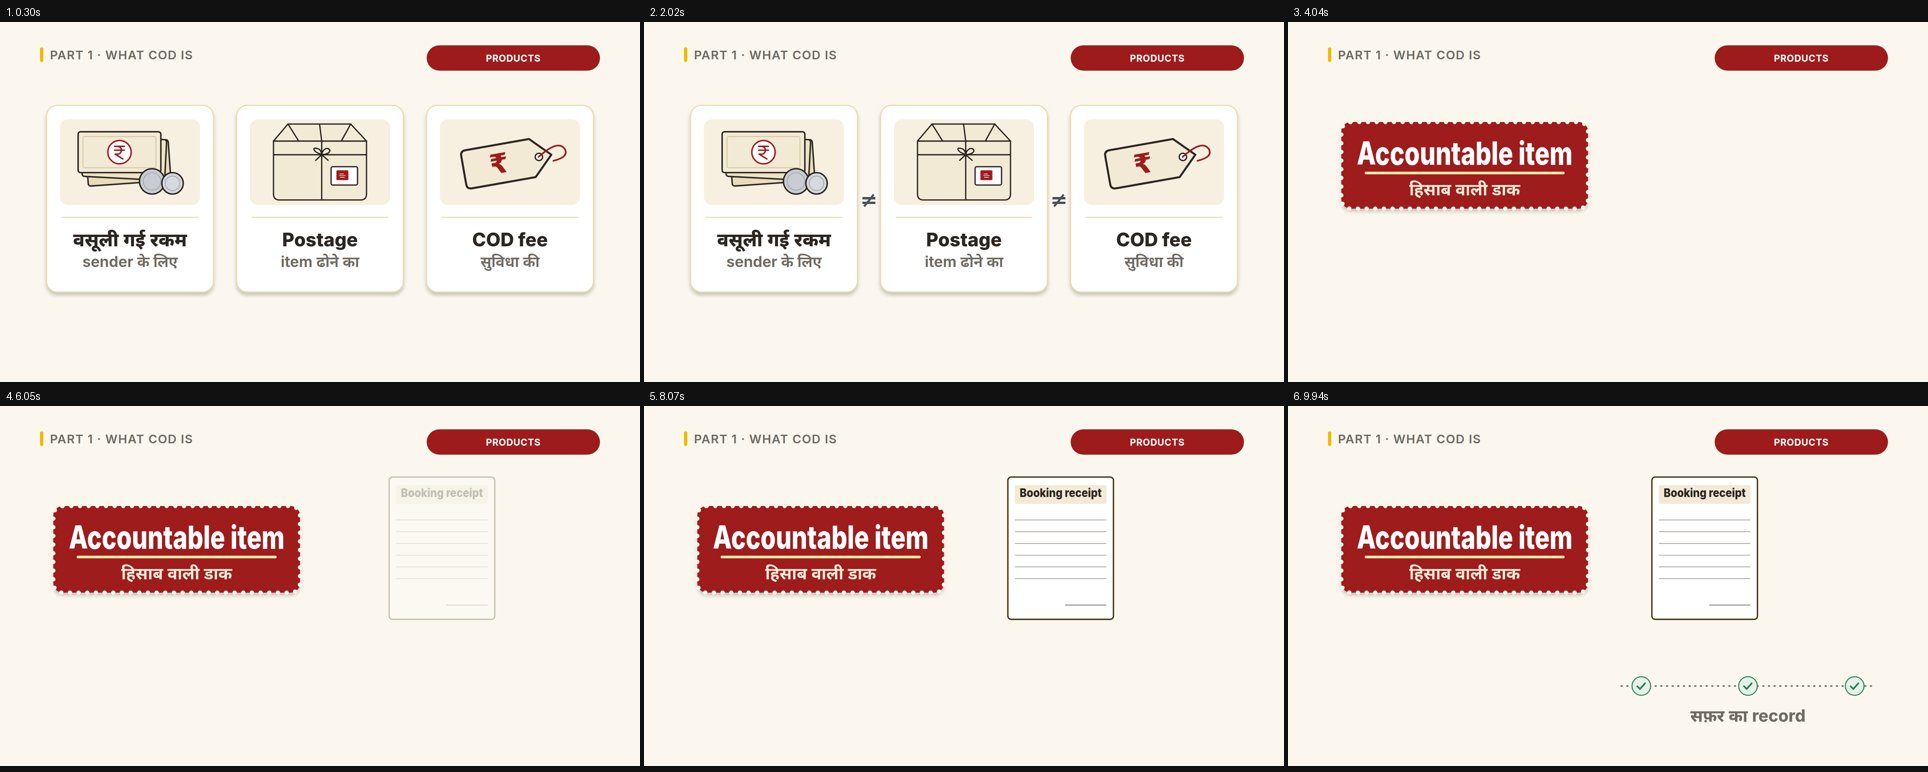 1. 0.30s
PART 1 · WHAT COD IS
PRODUCTS
₹
₹
वसूली गई रकम
sender के लिए
Postage
item ढोने का
COD fee
सुविधा की
2. 2.02s
PART 1 · WHAT COD IS
PRODUCTS
₹
₹
≠
≠
वसूली गई रकम
sender के लिए
Postage
item ढोने का
COD fee
सुविधा की
3. 4.04s
PART 1 · WHAT COD IS
PRODUCTS
Accountable item
हिसाब वाली डाक
4. 6.05s
PART 1 · WHAT COD IS
PRODUCTS
Accountable item
हिसाब वाली डाक
Booking receipt
5. 8.07s
PART 1 · WHAT COD IS
PRODUCTS
Accountable item
हिसाब वाली डाक
Booking receipt
6. 9.94s
PART 1 · WHAT COD IS
PRODUCTS
Accountable item
हिसाब वाली डाक
Booking receipt
सफ़र का record